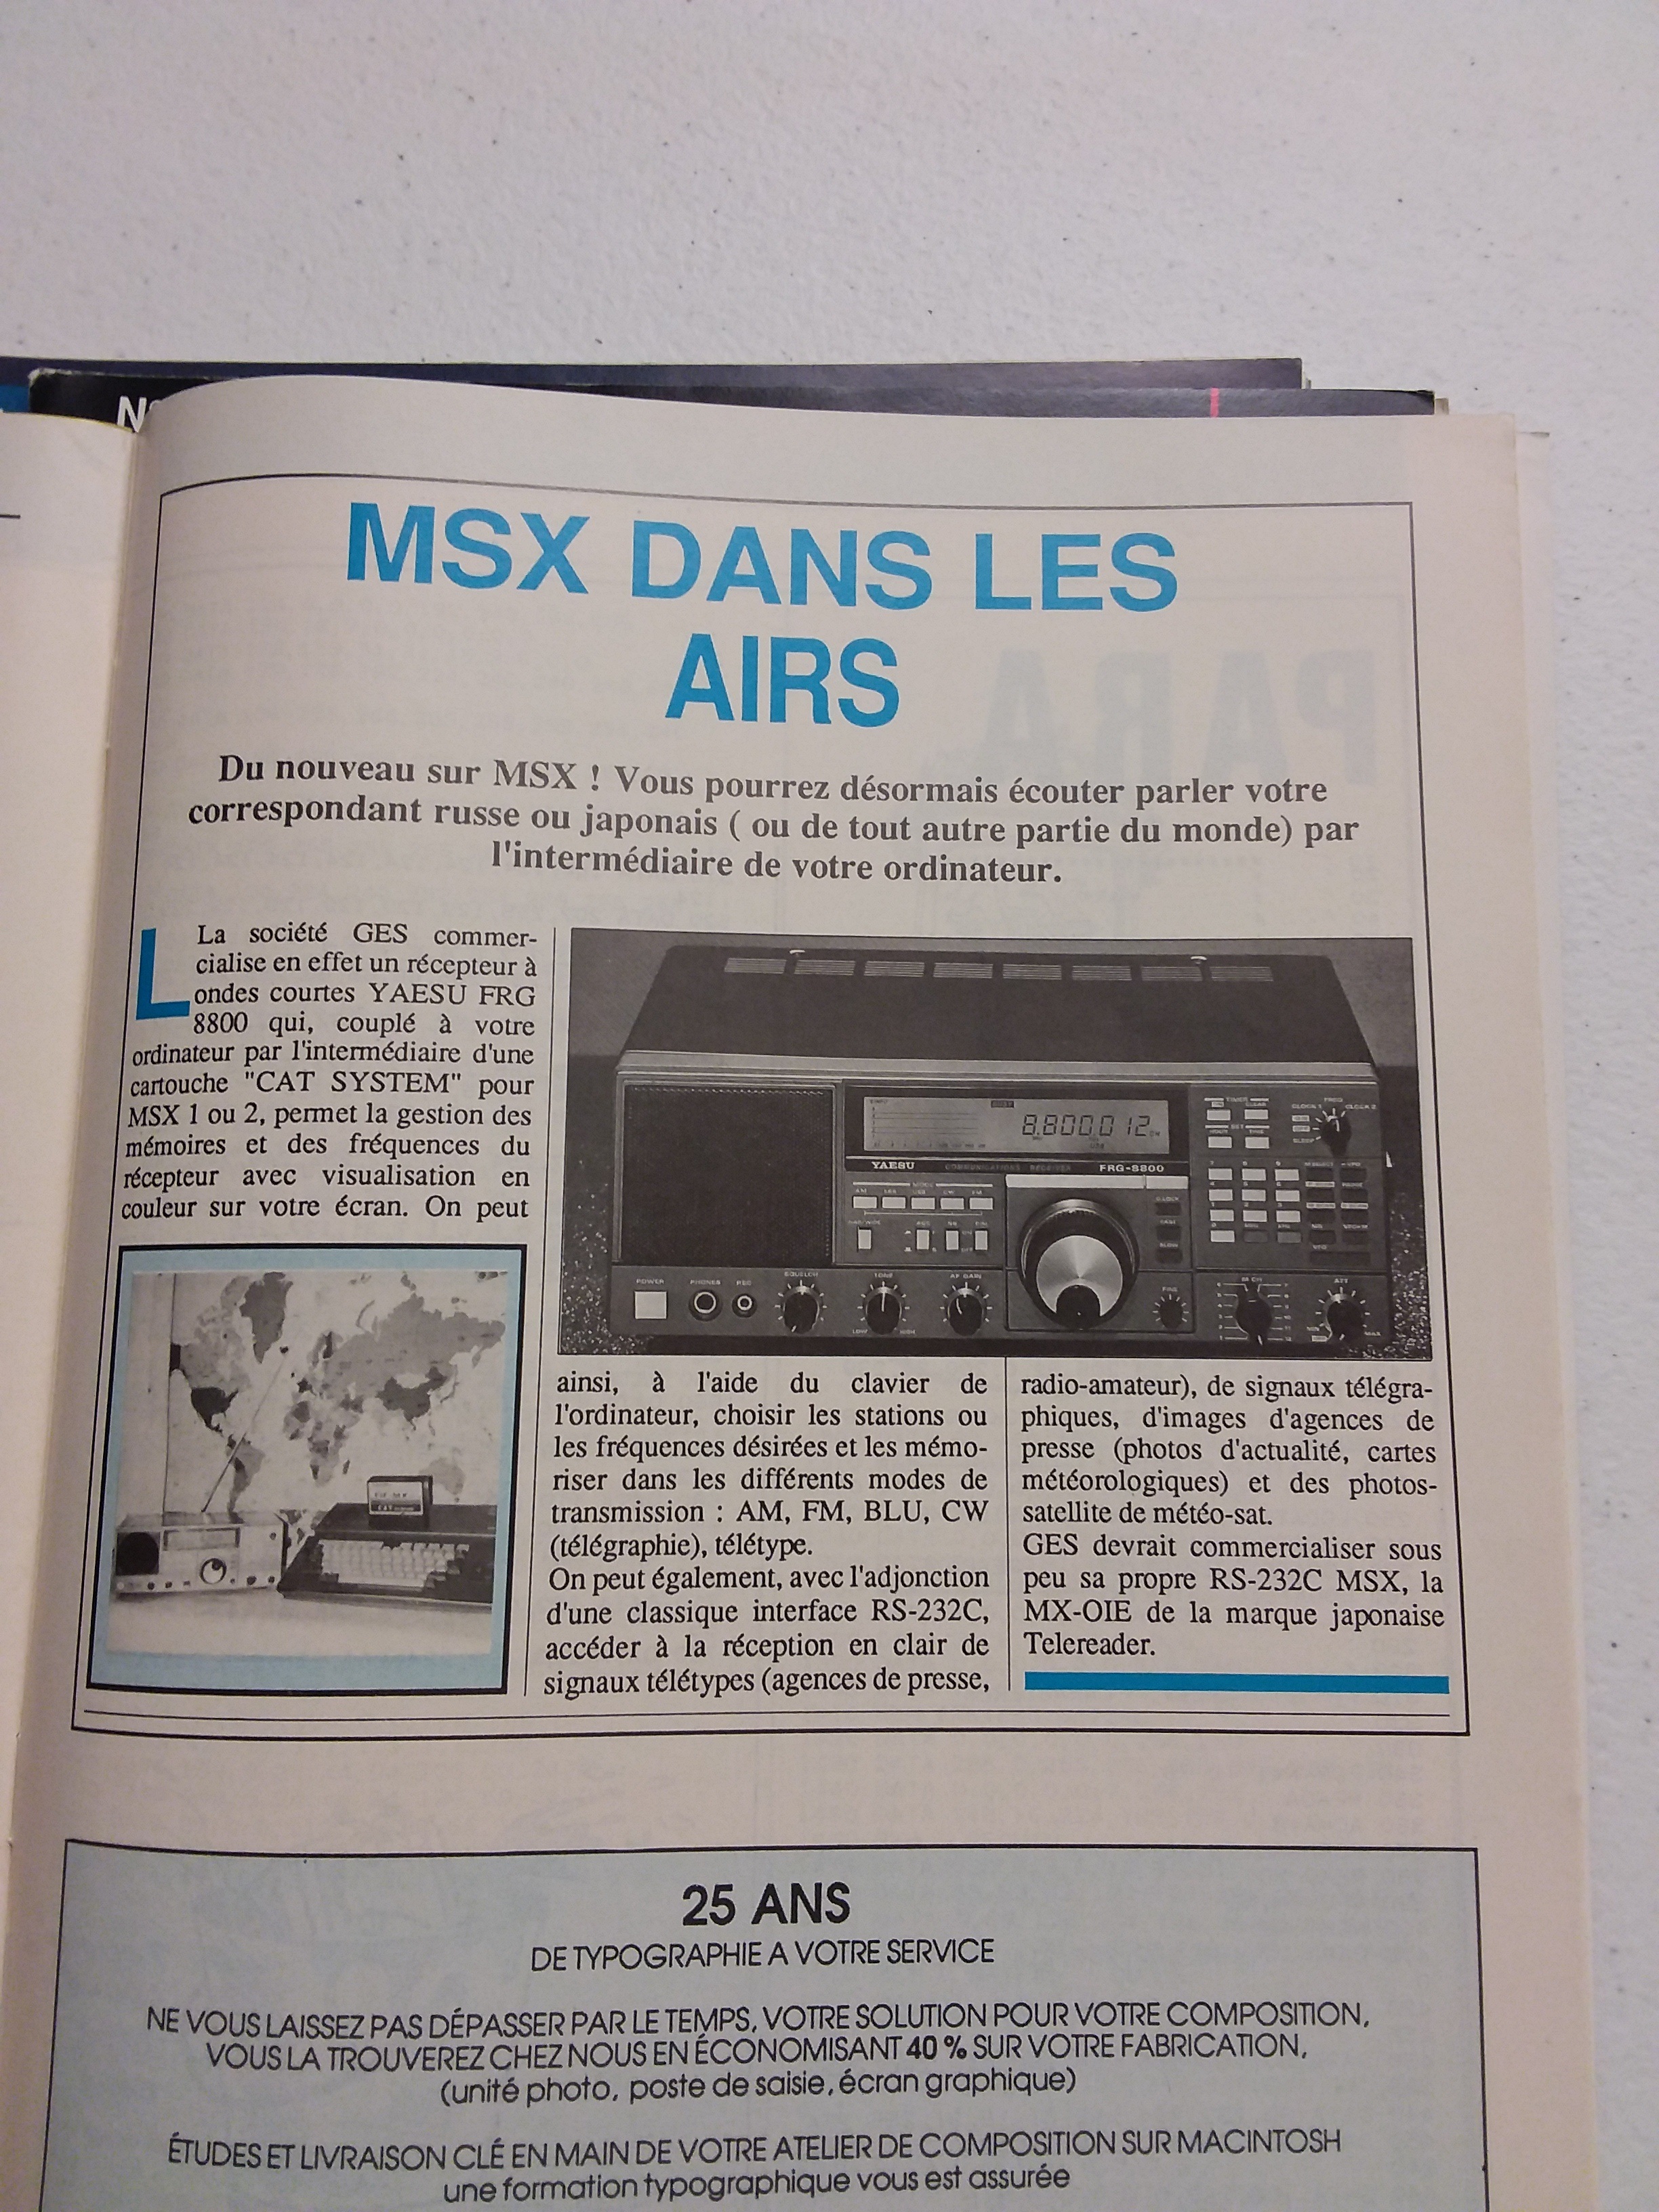 MSX DANS LES
AIRS
Du nouveau sur MSX ! Vous pourrez désormais écouter parler votre
correspondant russe ou japonais ( ou de tout autre partie du monde) par
l'intermédiaire de votre ordinateur.
L
La société GES commer-
cialise en effet un récepteur à
ondes courtes YAESU FRG
8800 qui, couplé à votre
ordinateur par l'intermédiaire d'une
cartouche "CAT SYSTEM" pour
MSX 1 ou 2, permet la gestion des
mémoires et des fréquences du
récepteur avec visualisation en
couleur sur votre écran. On peut
8.800.0 12
YAESU COMMUNICATIONS RECEIVER FRG-8800
POWER PHONES REC SQUELCH TONE AF GAIN FINE M CH ATT
LOW HIGH MIN MAX
ainsi, à l'aide du clavier de
l'ordinateur, choisir les stations ou
les fréquences désirées et les mémo-
riser dans les différents modes de
transmission : AM, FM, BLU, CW
(télégraphie), télétype.
On peut également, avec l'adjonction
d'une classique interface RS-232C,
accéder à la réception en clair de
signaux télétypes (agences de presse,
radio-amateur), de signaux télégra-
phiques, d'images d'agences de
presse (photos d'actualité, cartes
météorologiques) et des photos-
satellite de météo-sat.
GES devrait commercialiser sous
peu sa propre RS-232C MSX, la
MX-OIE de la marque japonaise
Telereader.
25 ANS
DE TYPOGRAPHIE A VOTRE SERVICE
NE VOUS LAISSEZ PAS DÉPASSER PAR LE TEMPS, VOTRE SOLUTION POUR VOTRE COMPOSITION,
VOUS LA TROUVEREZ CHEZ NOUS EN ÉCONOMISANT 40 % SUR VOTRE FABRICATION,
(unité photo, poste de saisie, écran graphique)
ÉTUDES ET LIVRAISON CLÉ EN MAIN DE VOTRE ATELIER DE COMPOSITION SUR MACINTOSH
une formation typographique vous est assurée